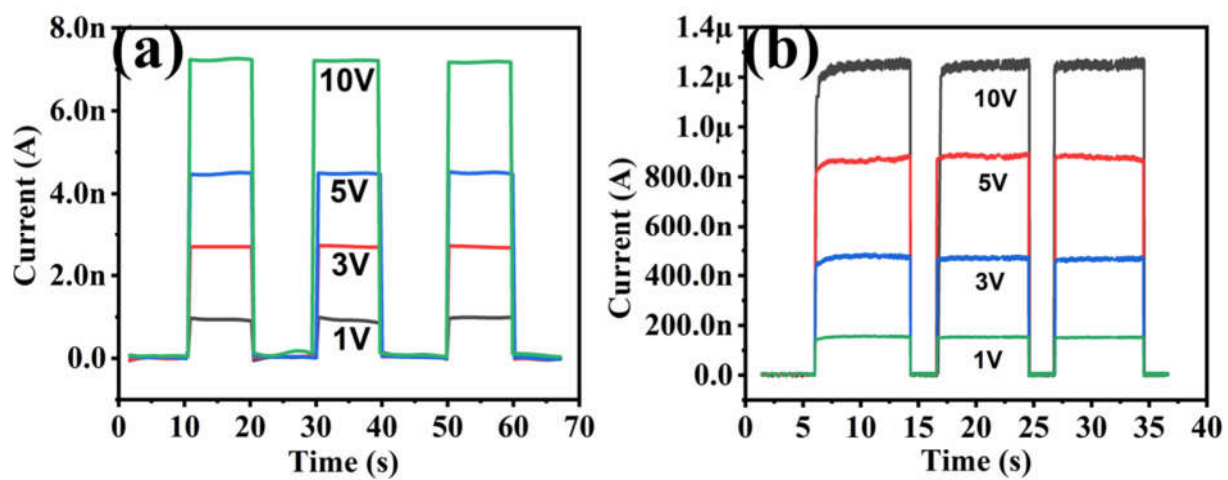 (a)
8.0n
6.0n
4.0n
2.0n
0.0
Current (A)
10V
5V
3V
1V
0 10 20 30 40 50 60 70
Time (s)
(b)
1.4μ
1.2μ
1.0μ
800.0n
600.0n
400.0n
200.0n
0.0
Current (A)
10V
5V
3V
1V
0 5 10 15 20 25 30 35 40
Time (s)